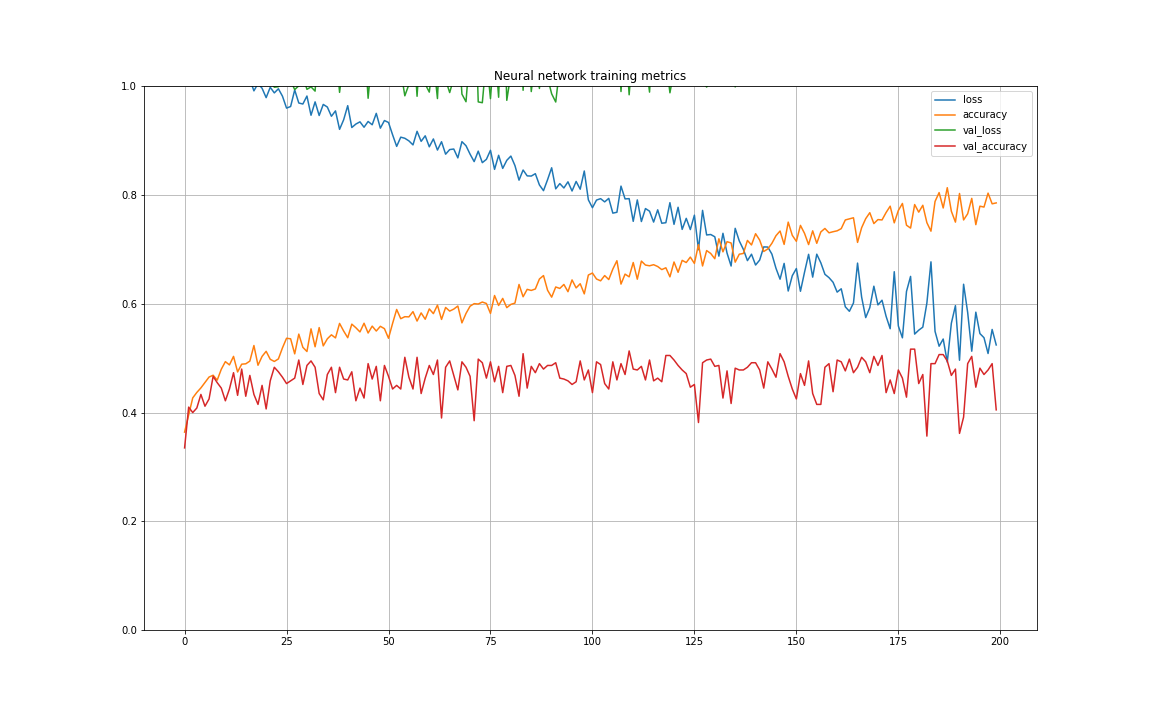 Neural network training metrics
1.0
0.8
0.6
0.4
0.2
0.0
loss
accuracy
val_loss
val_accuracy
0 25 50 75 100 125 150 175 200